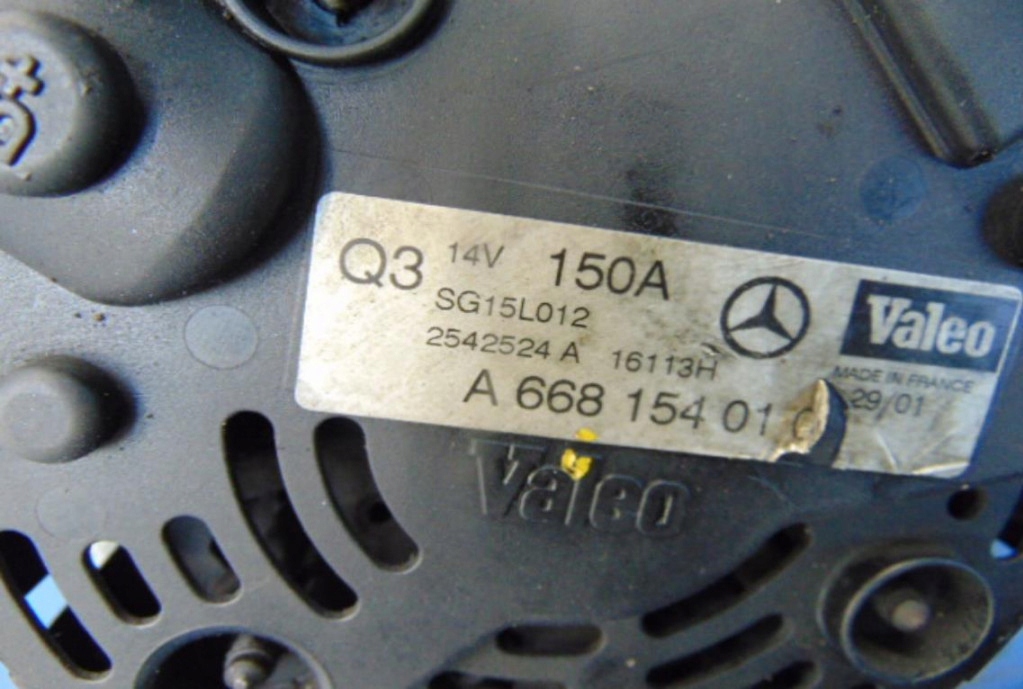 D+
Q3 14V 150A
SG15L012
2542524 A 16113H
A 668 154 01
Valeo
MADE IN FRANCE
29/01
Valeo